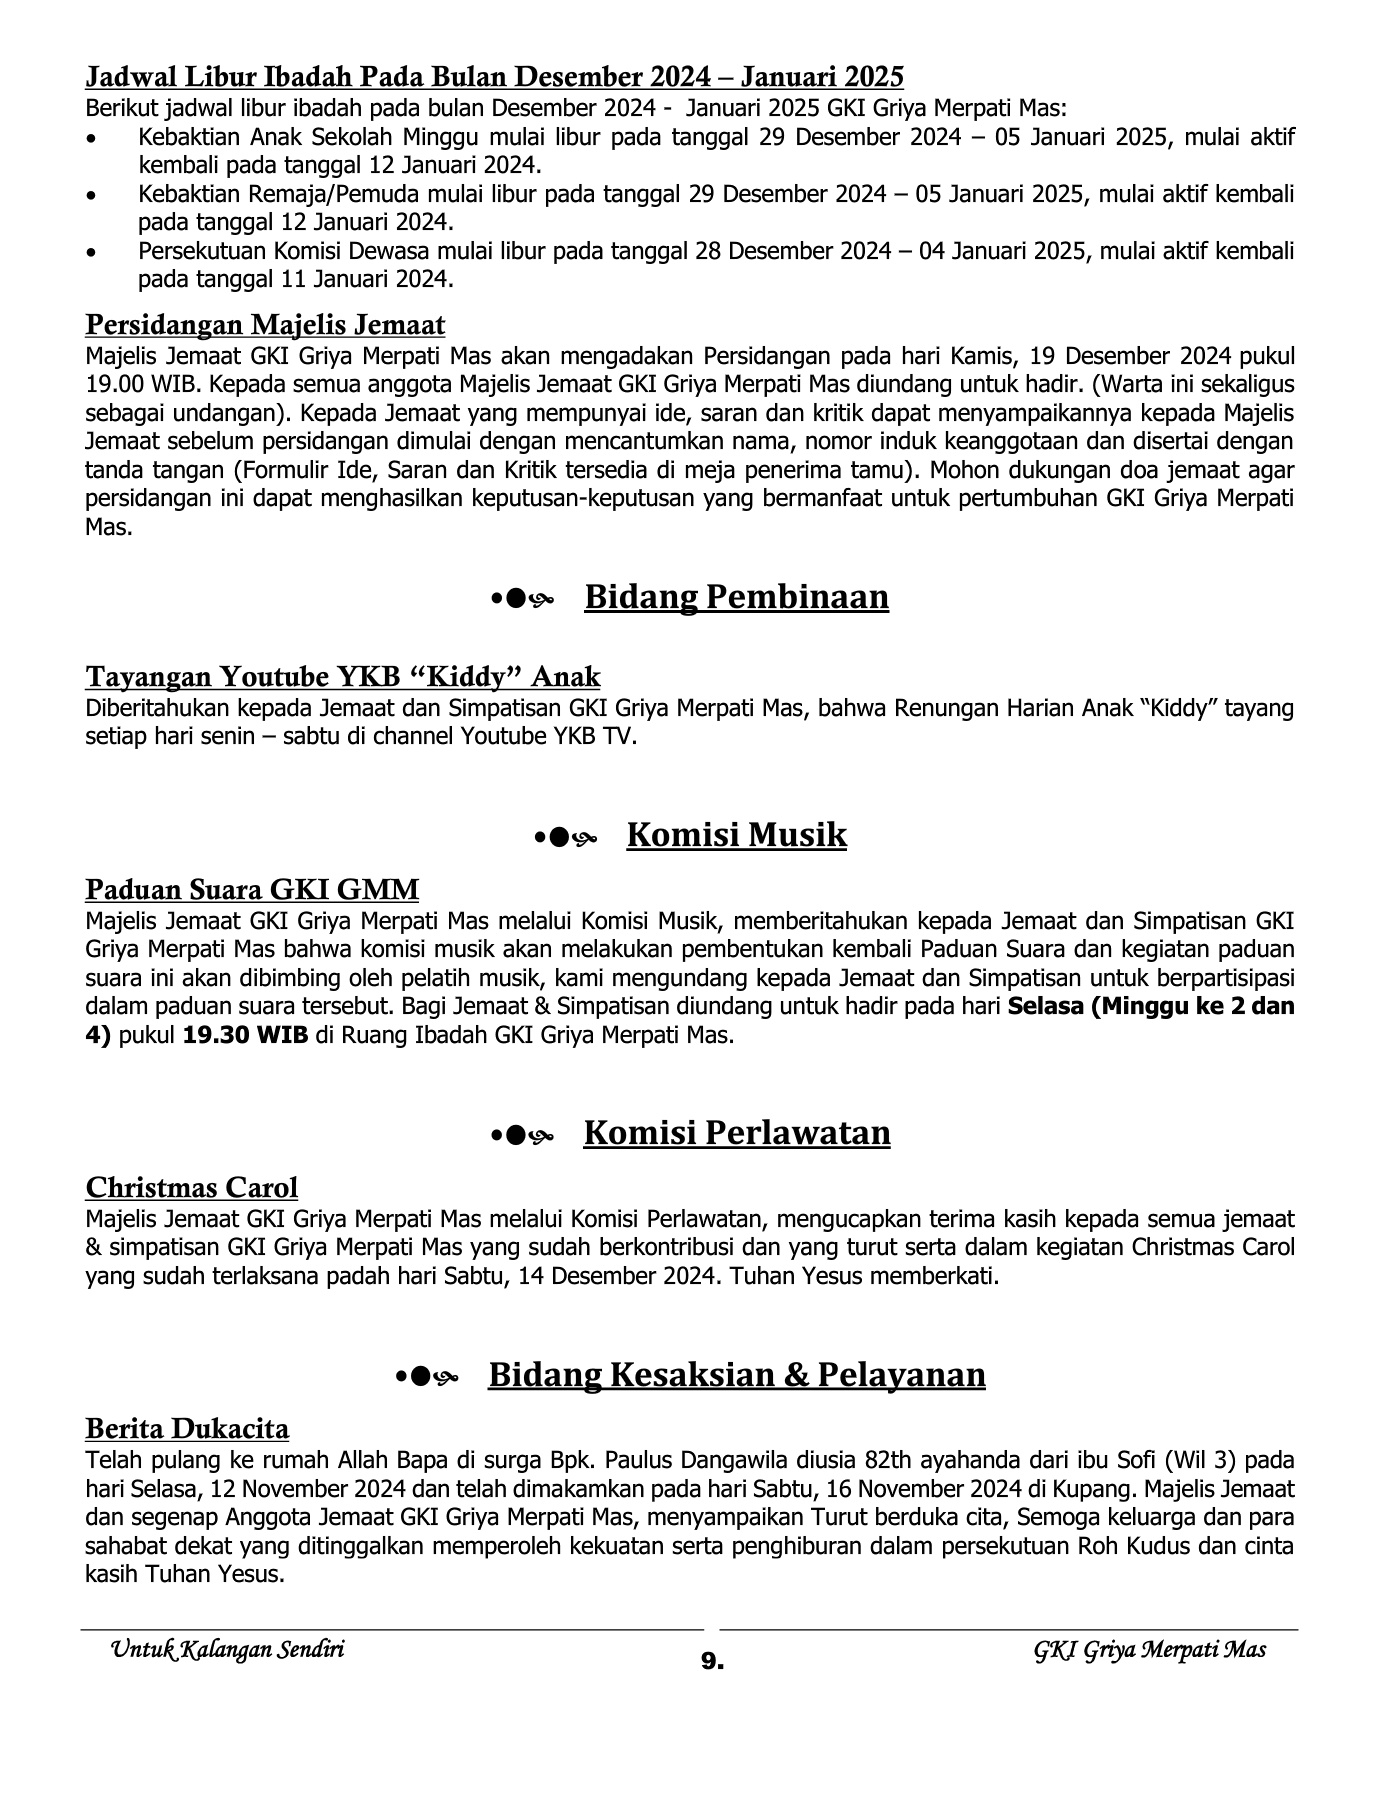 Jadwal Libur Ibadah Pada Bulan Desember 2024 – Januari 2025
Berikut jadwal libur ibadah pada bulan Desember 2024 -  Januari 2025 GKI Griya Merpati Mas:
• Kebaktian Anak Sekolah Minggu mulai libur pada tanggal 29 Desember 2024 – 05 Januari 2025, mulai aktif
kembali pada tanggal 12 Januari 2024.
• Kebaktian Remaja/Pemuda mulai libur pada tanggal 29 Desember 2024 – 05 Januari 2025, mulai aktif kembali
pada tanggal 12 Januari 2024.
• Persekutuan Komisi Dewasa mulai libur pada tanggal 28 Desember 2024 – 04 Januari 2025, mulai aktif kembali
pada tanggal 11 Januari 2024.
Persidangan Majelis Jemaat
Majelis Jemaat GKI Griya Merpati Mas akan mengadakan Persidangan pada hari Kamis, 19 Desember 2024 pukul
19.00 WIB. Kepada semua anggota Majelis Jemaat GKI Griya Merpati Mas diundang untuk hadir. (Warta ini sekaligus
sebagai undangan). Kepada Jemaat yang mempunyai ide, saran dan kritik dapat menyampaikannya kepada Majelis
Jemaat sebelum persidangan dimulai dengan mencantumkan nama, nomor induk keanggotaan dan disertai dengan
tanda tangan (Formulir Ide, Saran dan Kritik tersedia di meja penerima tamu). Mohon dukungan doa jemaat agar
persidangan ini dapat menghasilkan keputusan-keputusan yang bermanfaat untuk pertumbuhan GKI Griya Merpati
Mas.
Bidang Pembinaan
Tayangan Youtube YKB “Kiddy” Anak
Diberitahukan kepada Jemaat dan Simpatisan GKI Griya Merpati Mas, bahwa Renungan Harian Anak “Kiddy” tayang
setiap hari senin – sabtu di channel Youtube YKB TV.
Komisi Musik
Paduan Suara GKI GMM
Majelis Jemaat GKI Griya Merpati Mas melalui Komisi Musik, memberitahukan kepada Jemaat dan Simpatisan GKI
Griya Merpati Mas bahwa komisi musik akan melakukan pembentukan kembali Paduan Suara dan kegiatan paduan
suara ini akan dibimbing oleh pelatih musik, kami mengundang kepada Jemaat dan Simpatisan untuk berpartisipasi
dalam paduan suara tersebut. Bagi Jemaat & Simpatisan diundang untuk hadir pada hari Selasa (Minggu ke 2 dan
4) pukul 19.30 WIB di Ruang Ibadah GKI Griya Merpati Mas.
Komisi Perlawatan
Christmas Carol
Majelis Jemaat GKI Griya Merpati Mas melalui Komisi Perlawatan, mengucapkan terima kasih kepada semua jemaat
& simpatisan GKI Griya Merpati Mas yang sudah berkontribusi dan yang turut serta dalam kegiatan Christmas Carol
yang sudah terlaksana padah hari Sabtu, 14 Desember 2024. Tuhan Yesus memberkati.
Bidang Kesaksian & Pelayanan
Berita Dukacita
Telah pulang ke rumah Allah Bapa di surga Bpk. Paulus Dangawila diusia 82th ayahanda dari ibu Sofi (Wil 3) pada
hari Selasa, 12 November 2024 dan telah dimakamkan pada hari Sabtu, 16 November 2024 di Kupang. Majelis Jemaat
dan segenap Anggota Jemaat GKI Griya Merpati Mas, menyampaikan Turut berduka cita, Semoga keluarga dan para
sahabat dekat yang ditinggalkan memperoleh kekuatan serta penghiburan dalam persekutuan Roh Kudus dan cinta
kasih Tuhan Yesus.
Untuk Kalangan Sendiri
9.
GKI Griya Merpati Mas